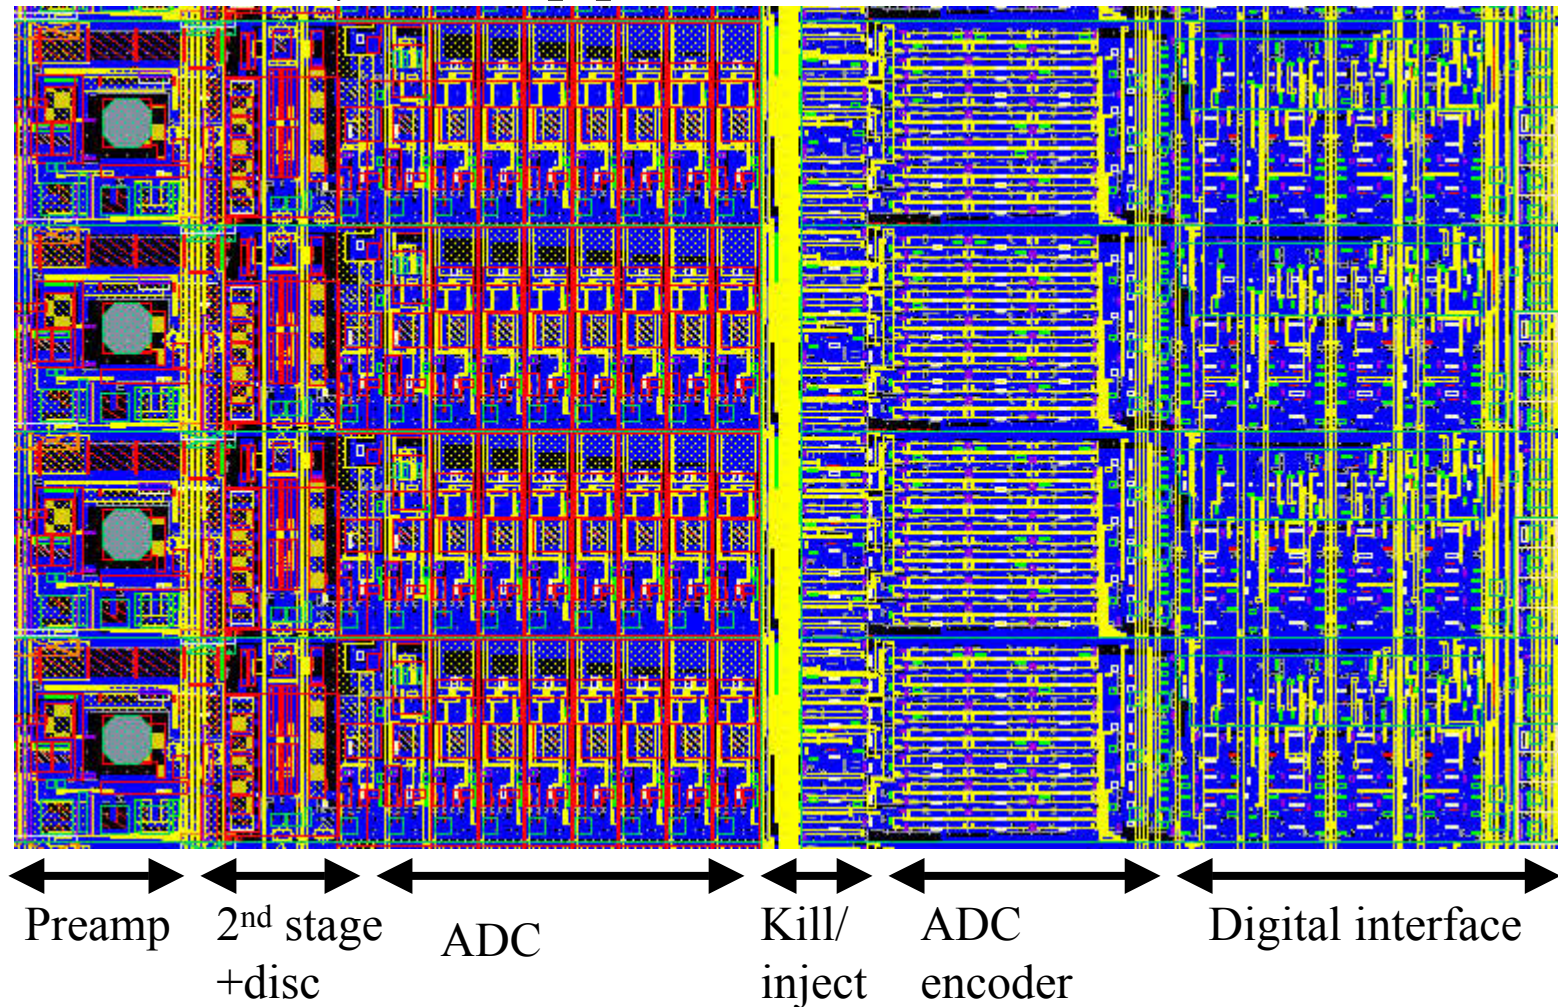 Preamp
2nd stage
+disc
ADC
Kill/
inject
ADC
encoder
Digital interface